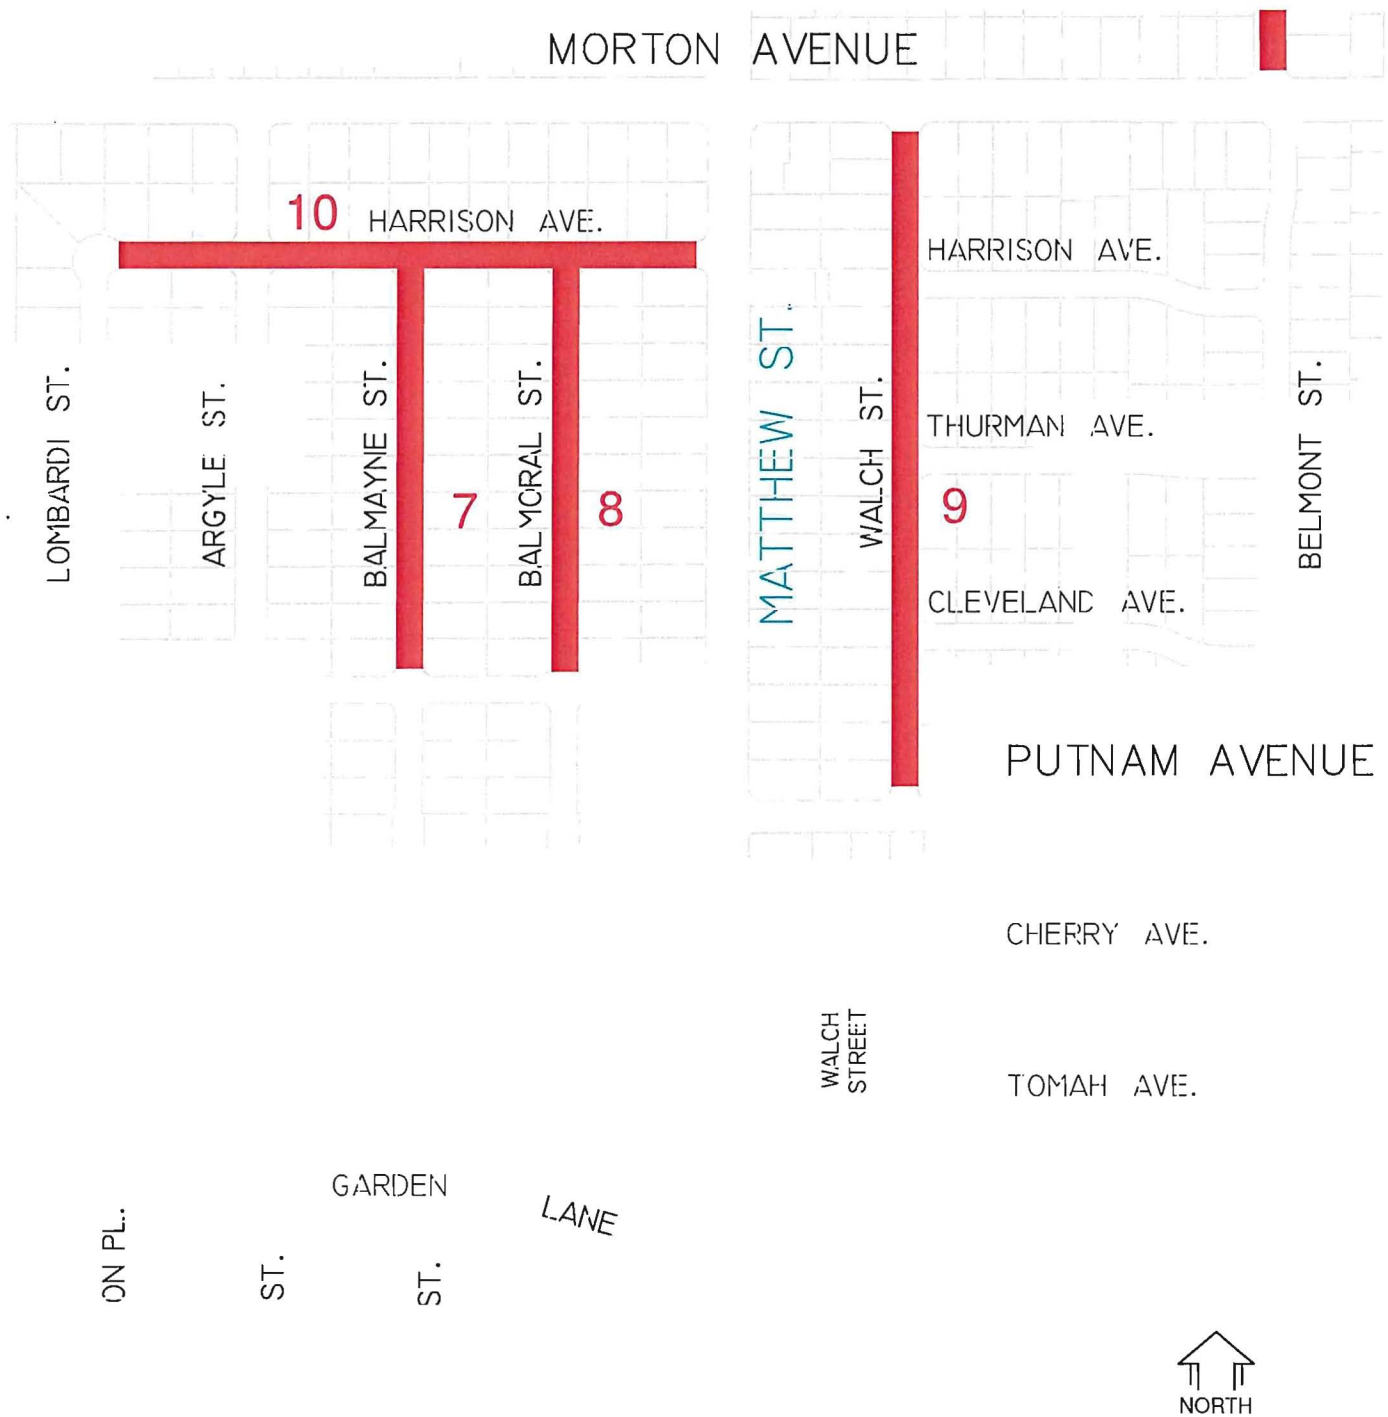 MORTON AVENUE
10 HARRISON AVE.
HARRISON AVE.
LOMBARDI ST.
ARGYLE ST.
BALMAYNE ST.
7
BALMORAL ST.
8
MATTHEW ST.
WALCH ST.
THURMAN AVE.
9
BELMONT ST.
CLEVELAND AVE.
PUTNAM AVENUE
CHERRY AVE.
WALCH
STREET
TOMAH AVE.
GARDEN
LANE
ON PL.
ST.
ST.
NORTH